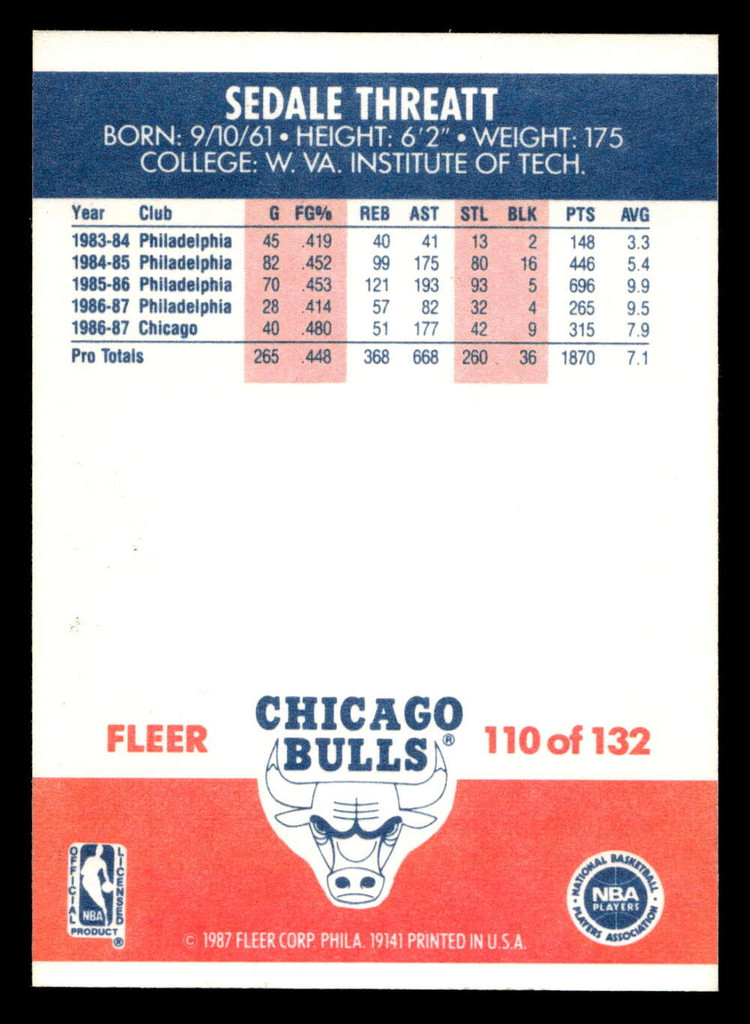 SEDALE THREATT
BORN: 9/10/61 • HEIGHT: 6'2" • WEIGHT: 175
COLLEGE: W. VA. INSTITUTE OF TECH.
Year Club G FG% REB AST STL BLK PTS AVG
1983-84 Philadelphia 45 .419 40 41 13 2 148 3.3
1984-85 Philadelphia 82 .452 99 175 80 16 446 5.4
1985-86 Philadelphia 70 .453 121 193 93 5 696 9.9
1986-87 Philadelphia 28 .414 57 82 32 4 265 9.5
1986-87 Chicago 40 .480 51 177 42 9 315 7.9
Pro Totals 265 .448 368 668 260 36 1870 7.1
CHICAGO
BULLS®
FLEER
110 of 132
OFFICIAL
LICENSED
NBA
PRODUCT®
NATIONAL BASKETBALL
NBA
PLAYERS
PLAYERS ASSOCIATION
© 1987 FLEER CORP. PHILA. 19141 PRINTED IN U.S.A.